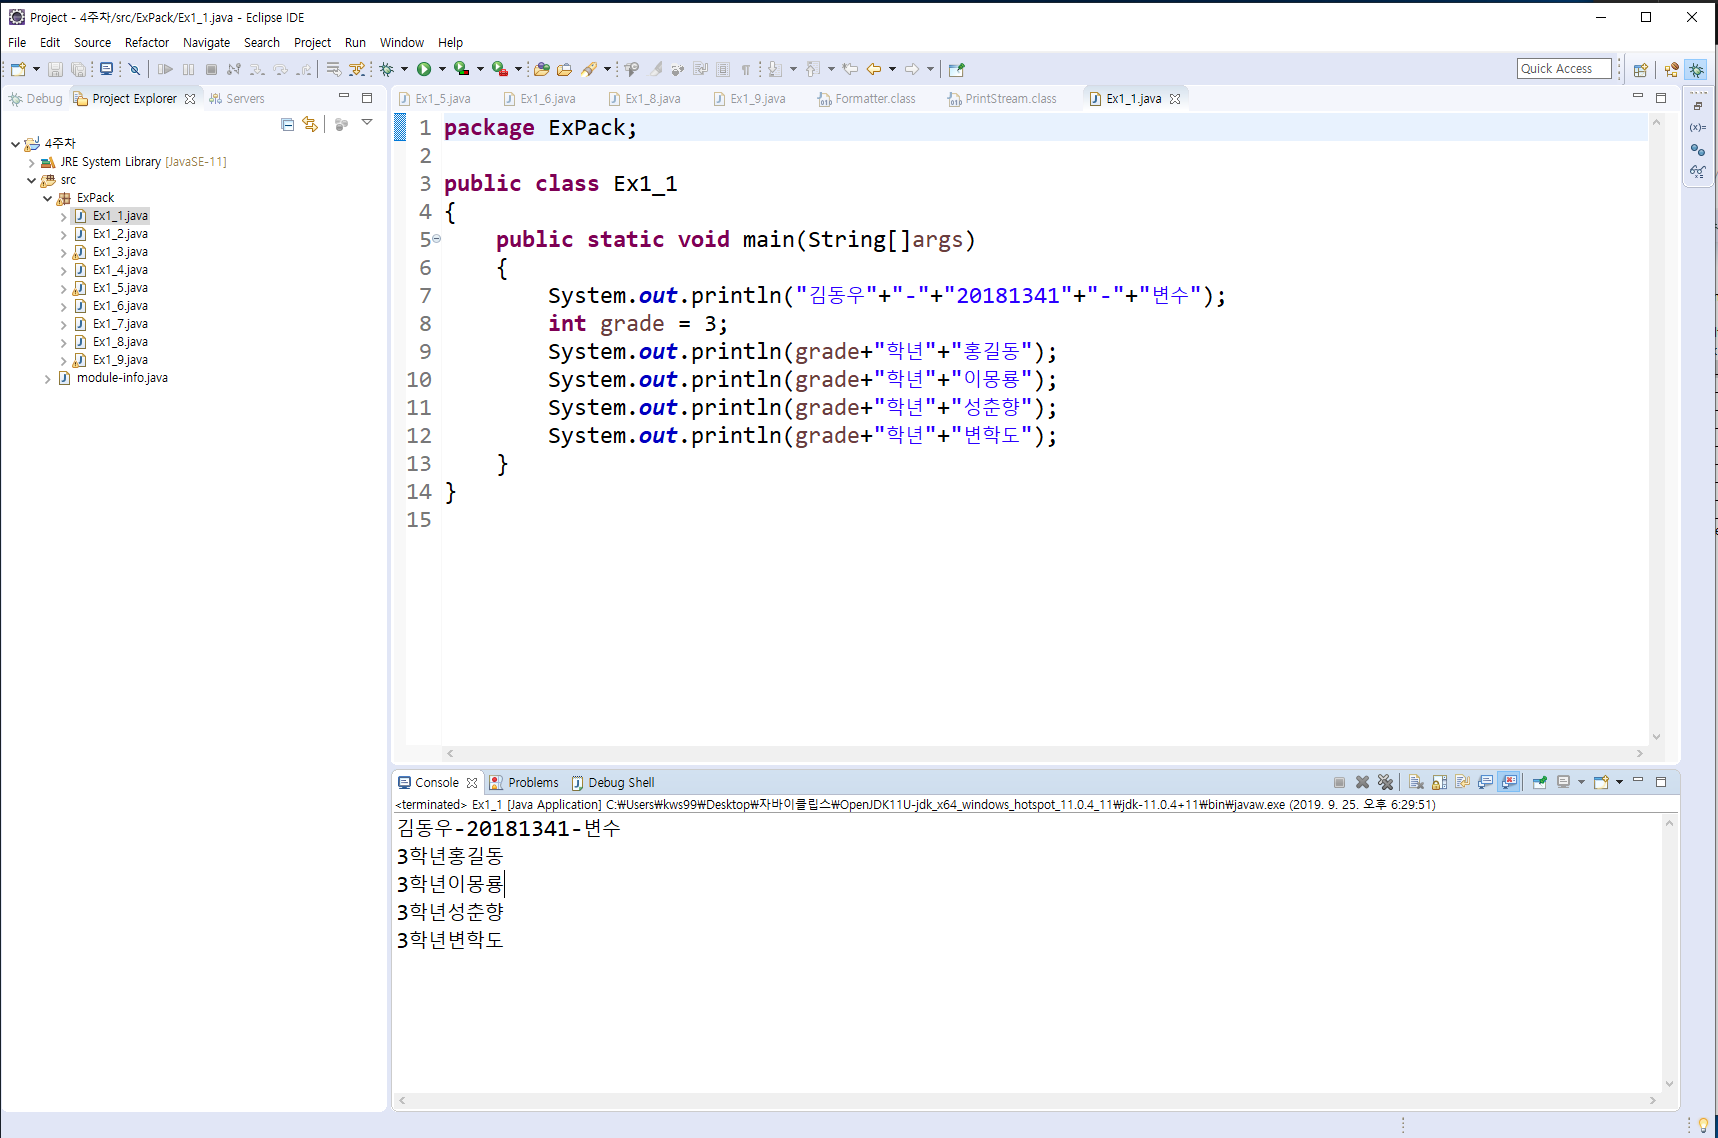 Project - 4주차/src/ExPack/Ex1_1.java - Eclipse IDE
File Edit Source Refactor Navigate Search Project Run Window Help
Quick Access
Debug Project Explorer Servers
Ex1_5.java Ex1_6.java Ex1_8.java Ex1_9.java Formatter.class PrintStream.class Ex1_1.java
4주차
JRE System Library [JavaSE-11]
src
ExPack
Ex1_1.java
Ex1_2.java
Ex1_3.java
Ex1_4.java
Ex1_5.java
Ex1_6.java
Ex1_7.java
Ex1_8.java
Ex1_9.java
module-info.java
1 package ExPack;
2
3 public class Ex1_1
4 {
5 public static void main(String[]args)
6 {
7 System.out.println("김동우"+"-"+"20181341"+"-"+"변수");
8 int grade = 3;
9 System.out.println(grade+"학년"+"홍길동");
10 System.out.println(grade+"학년"+"이몽룡");
11 System.out.println(grade+"학년"+"성춘향");
12 System.out.println(grade+"학년"+"변학도");
13 }
14 }
15
Console Problems Debug Shell
<terminated> Ex1_1 [Java Application] C:₩Users₩kws99₩Desktop₩자바이클립스₩OpenJDK11U-jdk_x64_windows_hotspot_11.0.4_11₩jdk-11.0.4+11₩bin₩javaw.exe (2019. 9. 25. 오후 6:29:51)
김동우-20181341-변수
3학년홍길동
3학년이몽룡
3학년성춘향
3학년변학도